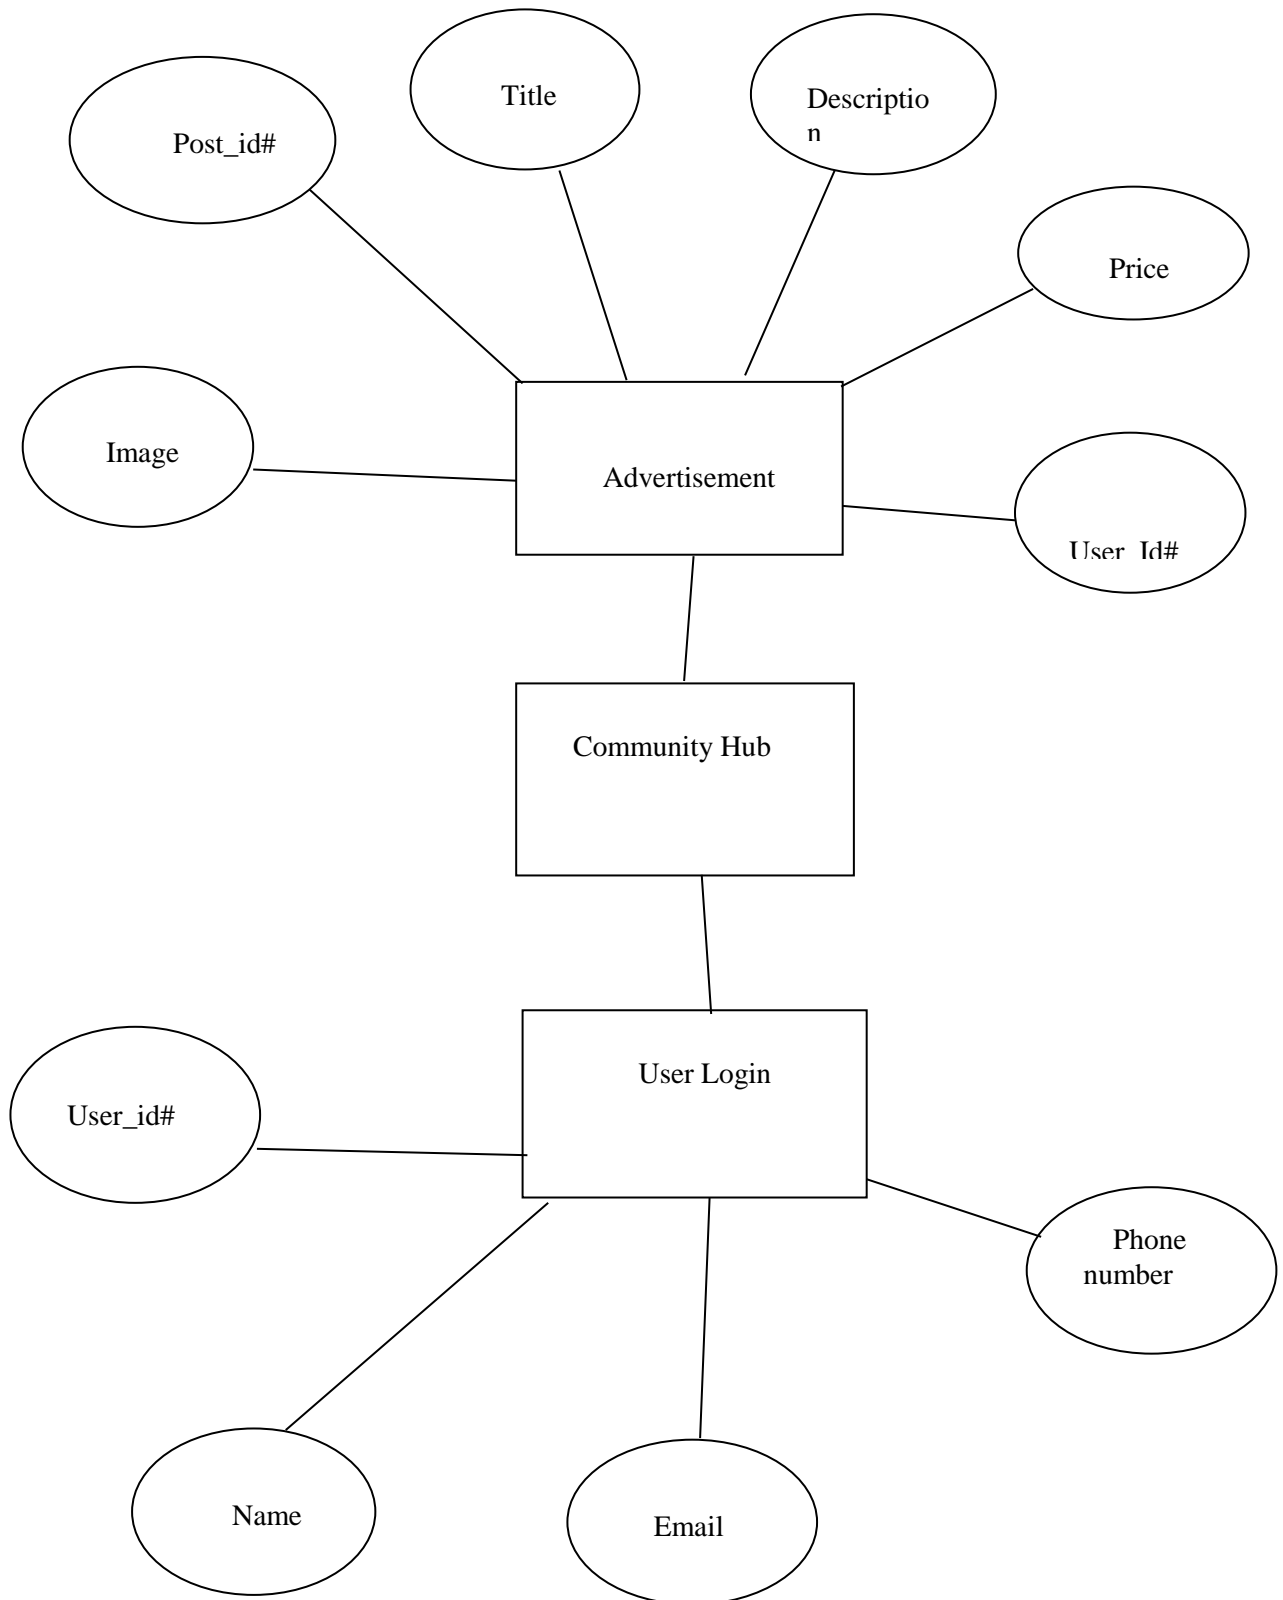 Title
Descriptio
n
Post_id#
Price
Image
Advertisement
User_Id#
Community Hub
User Login
User_id#
Phone
number
Name
Email